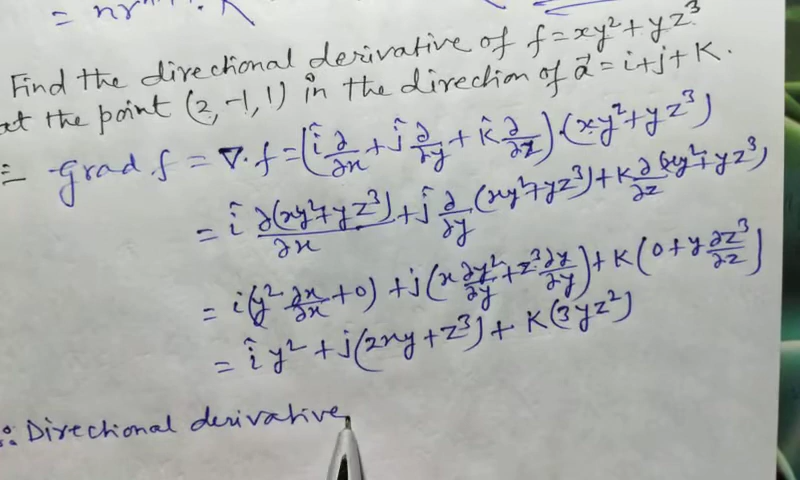 = nrⁿ
Find the directional derivative of f = xy² + yz³
at the point (2, -1, 1) in the direction of a⃗ = i+j+K.
= grad f = ∇·f = (î ∂/∂x + ĵ ∂/∂y + k̂ ∂/∂z)·(xy²+yz³)
= î ∂(xy²+yz³)/∂x + ĵ ∂/∂y (xy²+yz³) + K ∂/∂z (xy²+yz³)
= i(y² ∂x/∂x + 0) + j(x ∂y²/∂y + z³ ∂y/∂y) + K(0 + y ∂z³/∂z)
= î y² + j(2xy + z³) + K(3yz²)
∴ Directional derivative